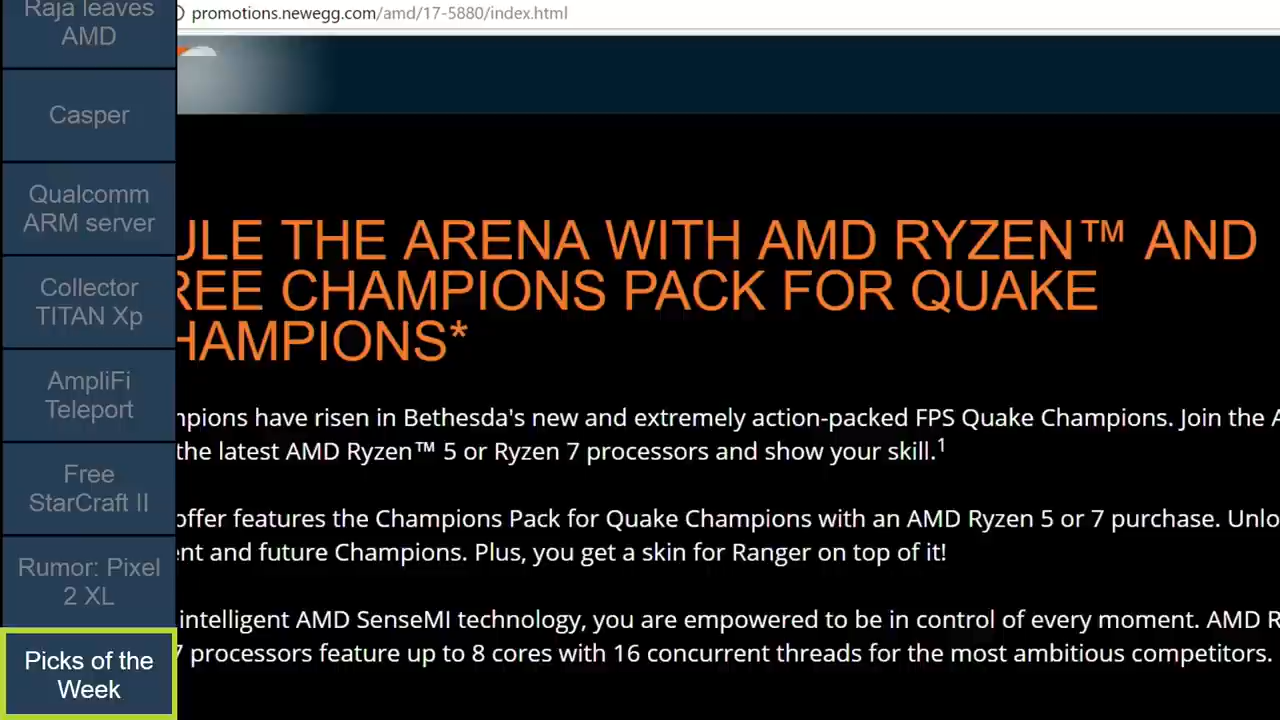 Raja leaves
AMD
Casper
Qualcomm
ARM server
Collector
TITAN Xp
AmpliFi
Teleport
Free
StarCraft II
Rumor: Pixel
2 XL
Picks of the
Week
promotions.newegg.com/amd/17-5880/index.html
ULE THE ARENA WITH AMD RYZEN™ AND
REE CHAMPIONS PACK FOR QUAKE
HAMPIONS*
mpions have risen in Bethesda's new and extremely action-packed FPS Quake Champions. Join the A
the latest AMD Ryzen™ 5 or Ryzen 7 processors and show your skill.1
offer features the Champions Pack for Quake Champions with an AMD Ryzen 5 or 7 purchase. Unlo
ent and future Champions. Plus, you get a skin for Ranger on top of it!
intelligent AMD SenseMI technology, you are empowered to be in control of every moment. AMD R
7 processors feature up to 8 cores with 16 concurrent threads for the most ambitious competitors.